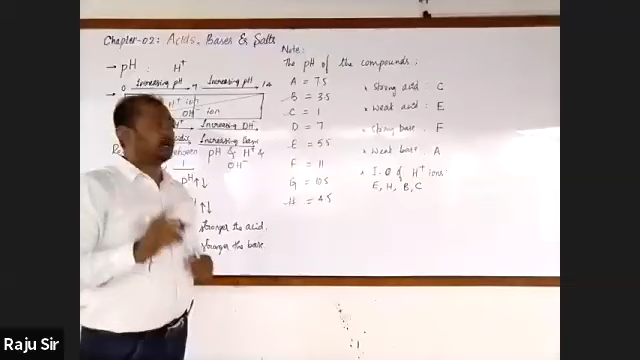 Chapter-02: Acids, Bases & Salts
→ pH : H⁺
0 Increasing pH 7 Increasing pH 14
H⁺ ion
OH⁻ ion
Increasing OH⁻
Increasing Basic
between pH & H⁺ &
1 OH⁻
pH ↑↓
↑↓
stronger the acid.
the base.
Note:
The pH of the compounds:
A = 7.5
B = 3.5
C = 1
D = 7
E = 5.5
F = 11
G = 10.5
H = 4.5
* Strong acid : C
* Weak acid : E
* Strong base : F
* Weak base : A
* I.O of H⁺ ions:
E, H, B, C
Raju Sir